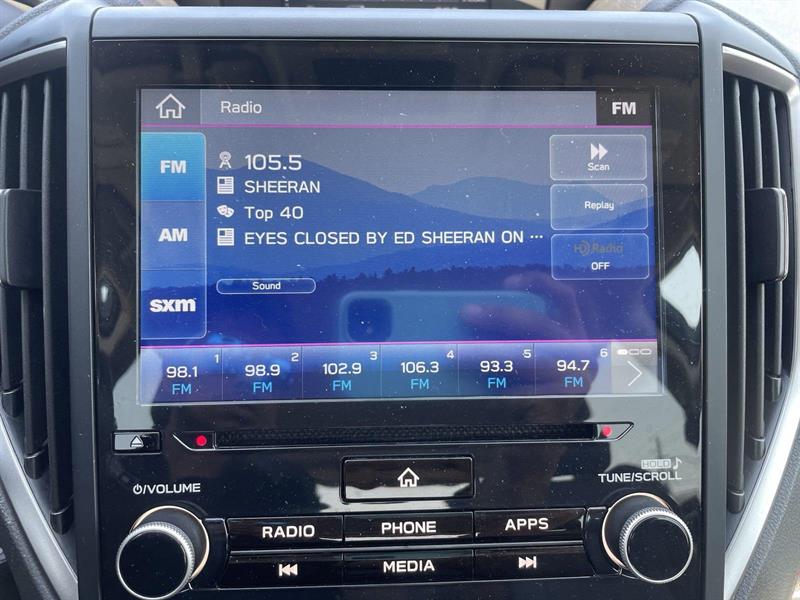 Radio
FM
FM
105.5
Scan
SHEERAN
Replay
Top 40
AM
EYES CLOSED BY ED SHEERAN ON ...
HD Radio
OFF
Sound
sxm
1 2 3 4 5 6
98.1 98.9 102.9 106.3 93.3 94.7
FM FM FM FM FM FM
HOLD
VOLUME
TUNE/SCROLL
RADIO PHONE APPS
MEDIA